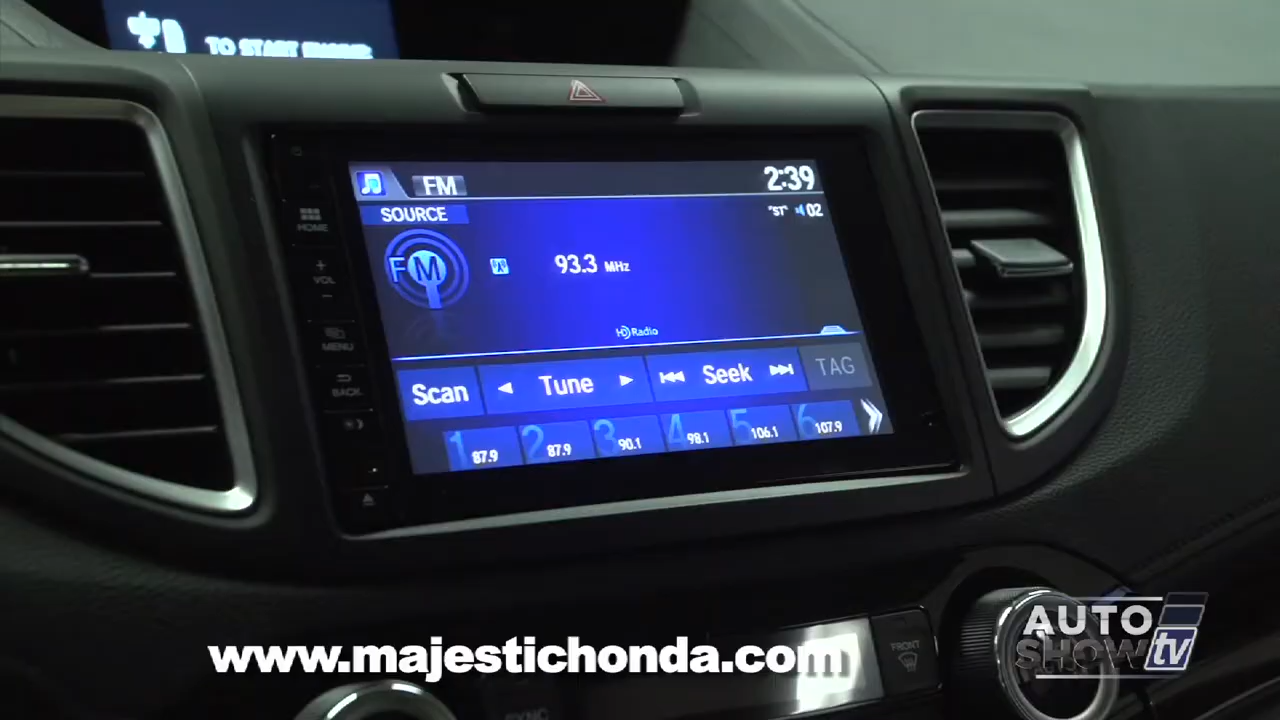 TO START ENGINE
FM
2:39
SOURCE
"ST" 02
FM
93.3 MHz
HD Radio
Scan
Tune
Seek
TAG
1 87.9
2 87.9
3 90.1
4 98.1
5 106.1
6 107.9
HOME
+
VOL
−
MENU
BACK
FRONT
SYNC
www.majestichonda.com
AUTO
SHOW tv